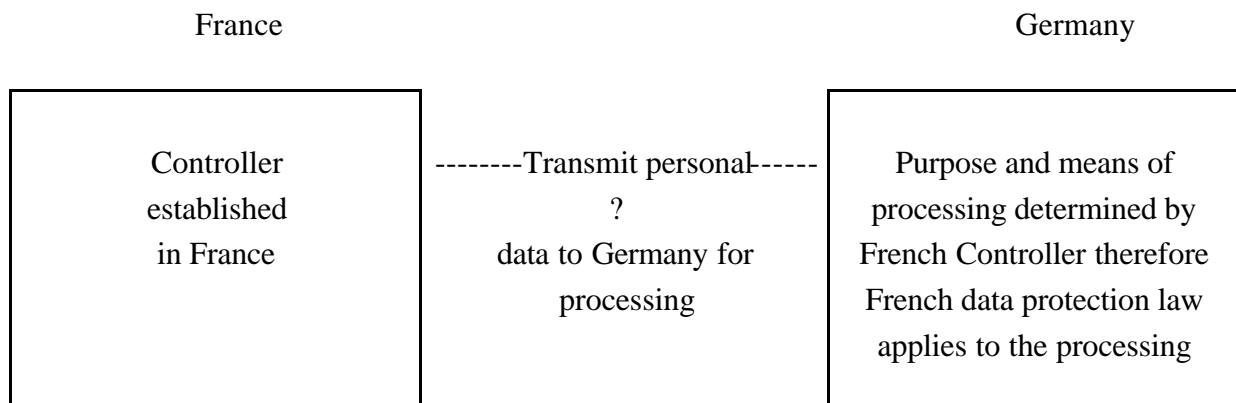 France
Germany
Controller
established
in France
--------Transmit personal------
?
data to Germany for
processing
Purpose and means of
processing determined by
French Controller therefore
French data protection law
applies to the processing